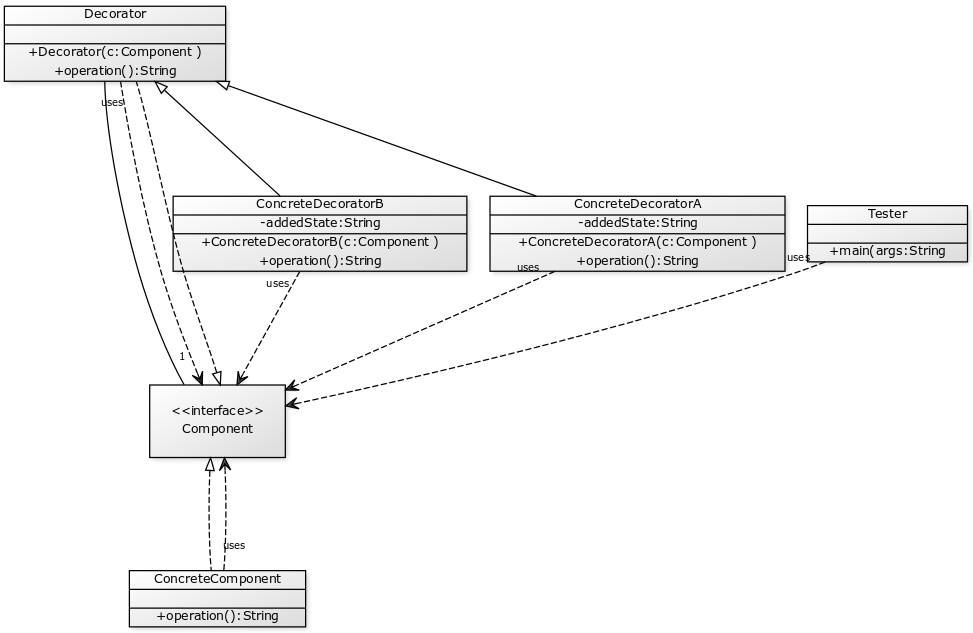 Decorator
+Decorator(c:Component )
+operation():String
uses
ConcreteDecoratorB
-addedState:String
+ConcreteDecoratorB(c:Component )
+operation():String
ConcreteDecoratorA
-addedState:String
+ConcreteDecoratorA(c:Component )
+operation():String
Tester
+main(args:String
uses
uses
uses
1
<<interface>>
Component
uses
ConcreteComponent
+operation():String